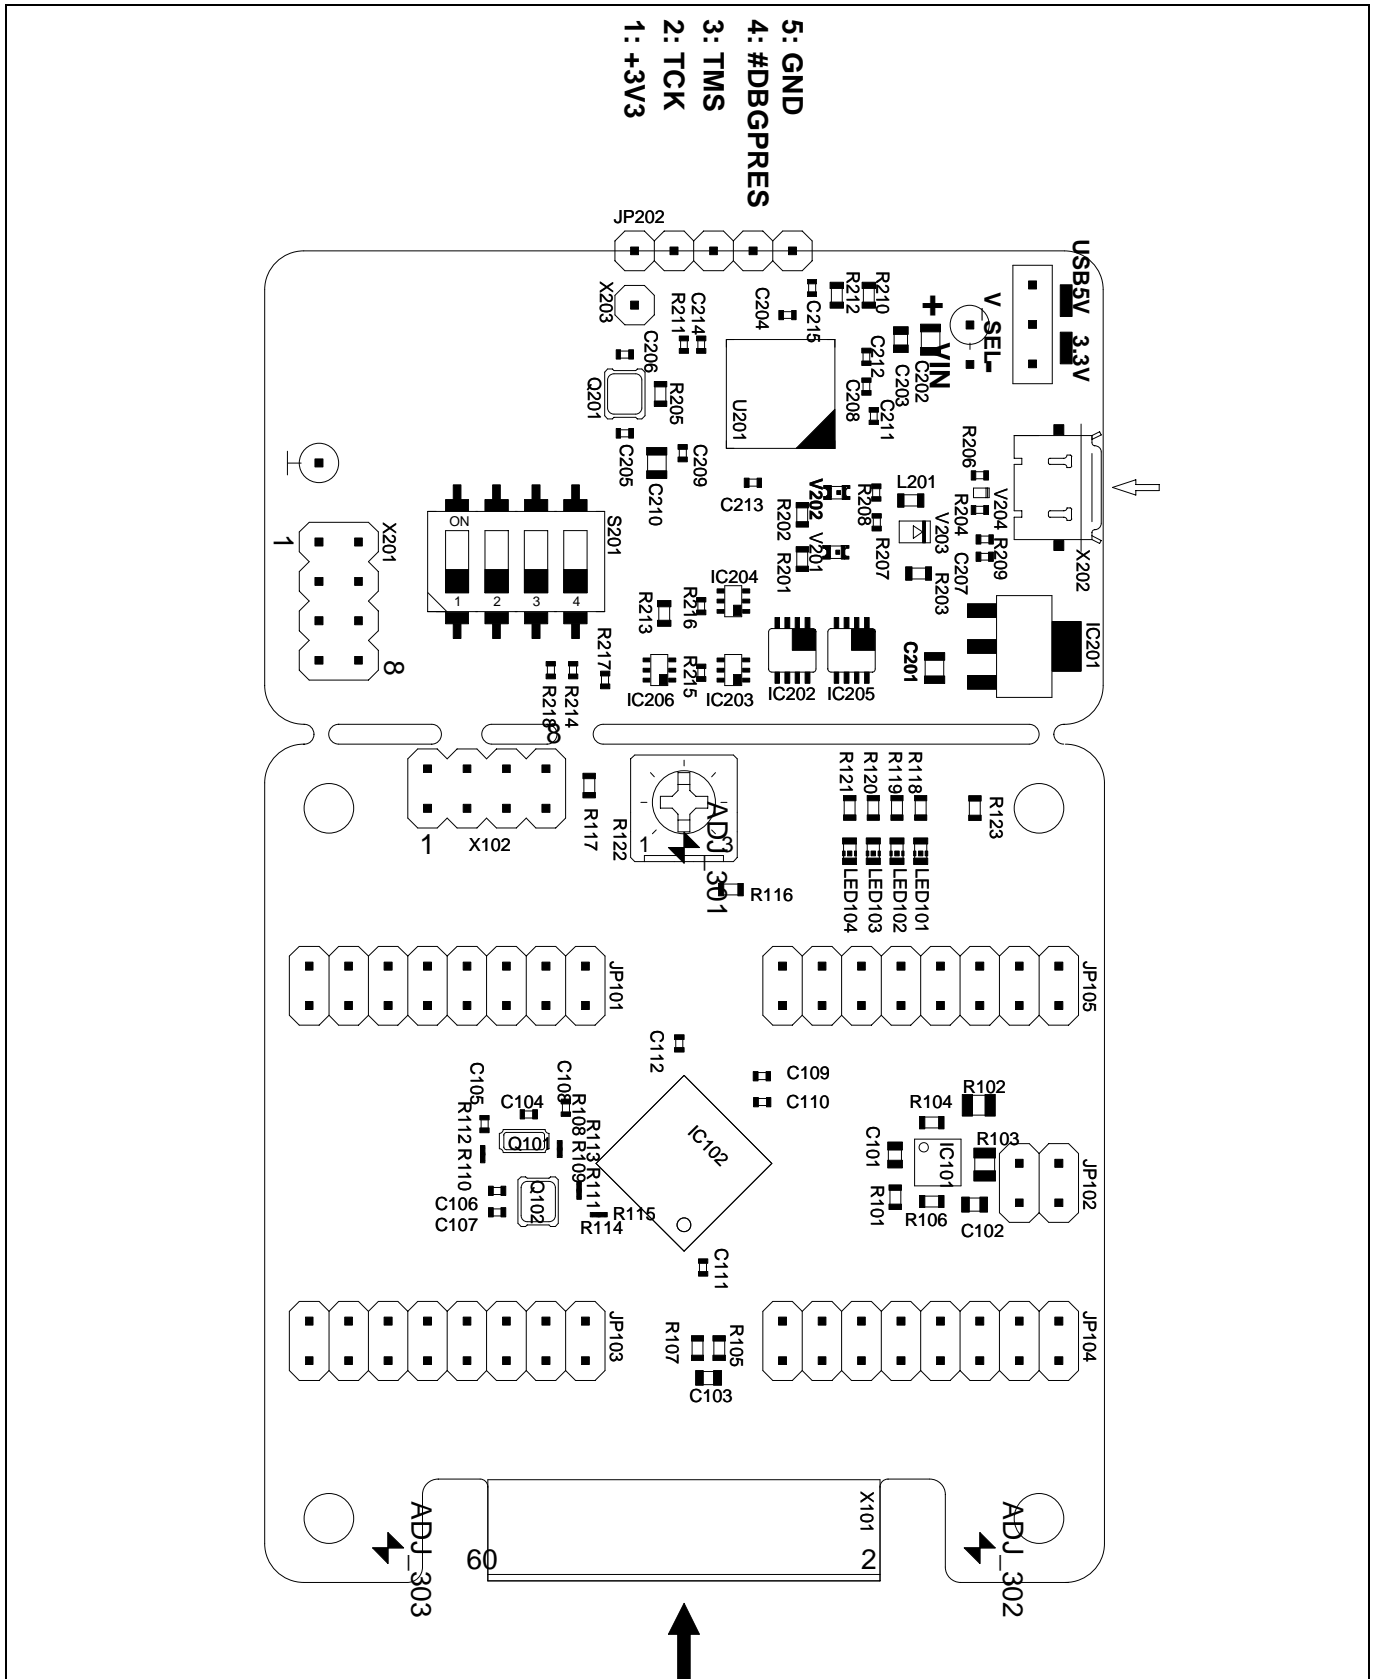 5: GND
4: #DBGPRES
3: TMS
2: TCK
1: +3V3
JP202
X203
R211
C214
C204
C215
R212
R210
+
VIN
V_SEL
-
USB5V
3.3V
C206
Q201
R205
U201
C212
C208
C203
C202
C211
C205
C210
C209
C213
V202
R202
R208
L201
R206
V204
R204
V203
R209
C207
X202
R207
V201
R201
R203
1
X201
8
ON
1
2
3
4
S201
IC204
R216
R213
R217
IC206
R215
IC203
IC202
IC205
C201
IC201
R218
R214
8
1
X102
R117
R122
1
3
ADJ_301
R116
R121
R120
R119
R118
R123
LED104
LED103
LED102
LED101
JP101
JP105
C112
C109
C110
C105
C104
C108
R108
R112
R110
Q101
R113
R109
R111
Q102
C106
C107
R115
R114
IC102
C111
R102
R104
R103
C101
IC101
R101
R106
C102
JP102
JP103
JP104
R107
R105
C103
X101
60
2
ADJ_303
ADJ_302